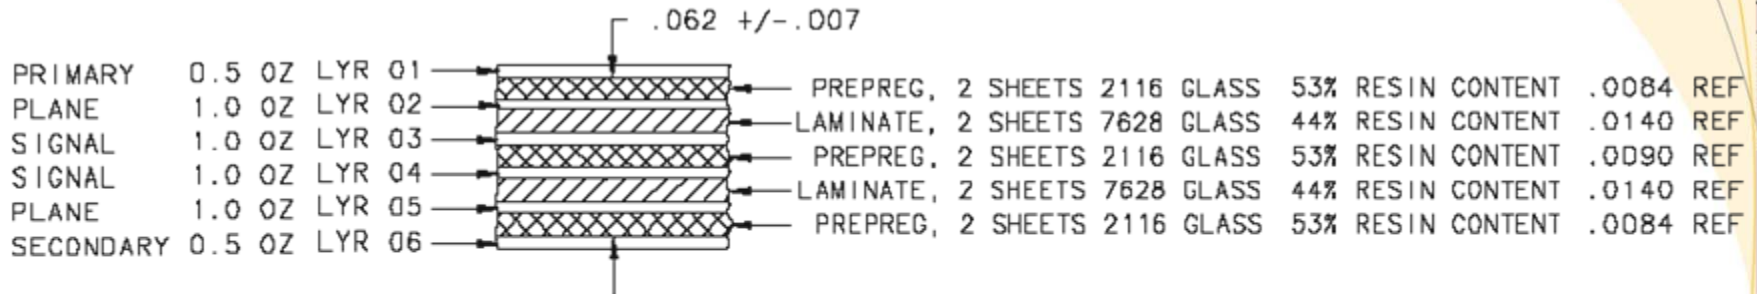 .062 +/-.007
PRIMARY 0.5 OZ LYR 01
PREPREG, 2 SHEETS 2116 GLASS 53% RESIN CONTENT .0084 REF
PLANE 1.0 OZ LYR 02
LAMINATE, 2 SHEETS 7628 GLASS 44% RESIN CONTENT .0140 REF
SIGNAL 1.0 OZ LYR 03
PREPREG, 2 SHEETS 2116 GLASS 53% RESIN CONTENT .0090 REF
SIGNAL 1.0 OZ LYR 04
LAMINATE, 2 SHEETS 7628 GLASS 44% RESIN CONTENT .0140 REF
PLANE 1.0 OZ LYR 05
PREPREG, 2 SHEETS 2116 GLASS 53% RESIN CONTENT .0084 REF
SECONDARY 0.5 OZ LYR 06